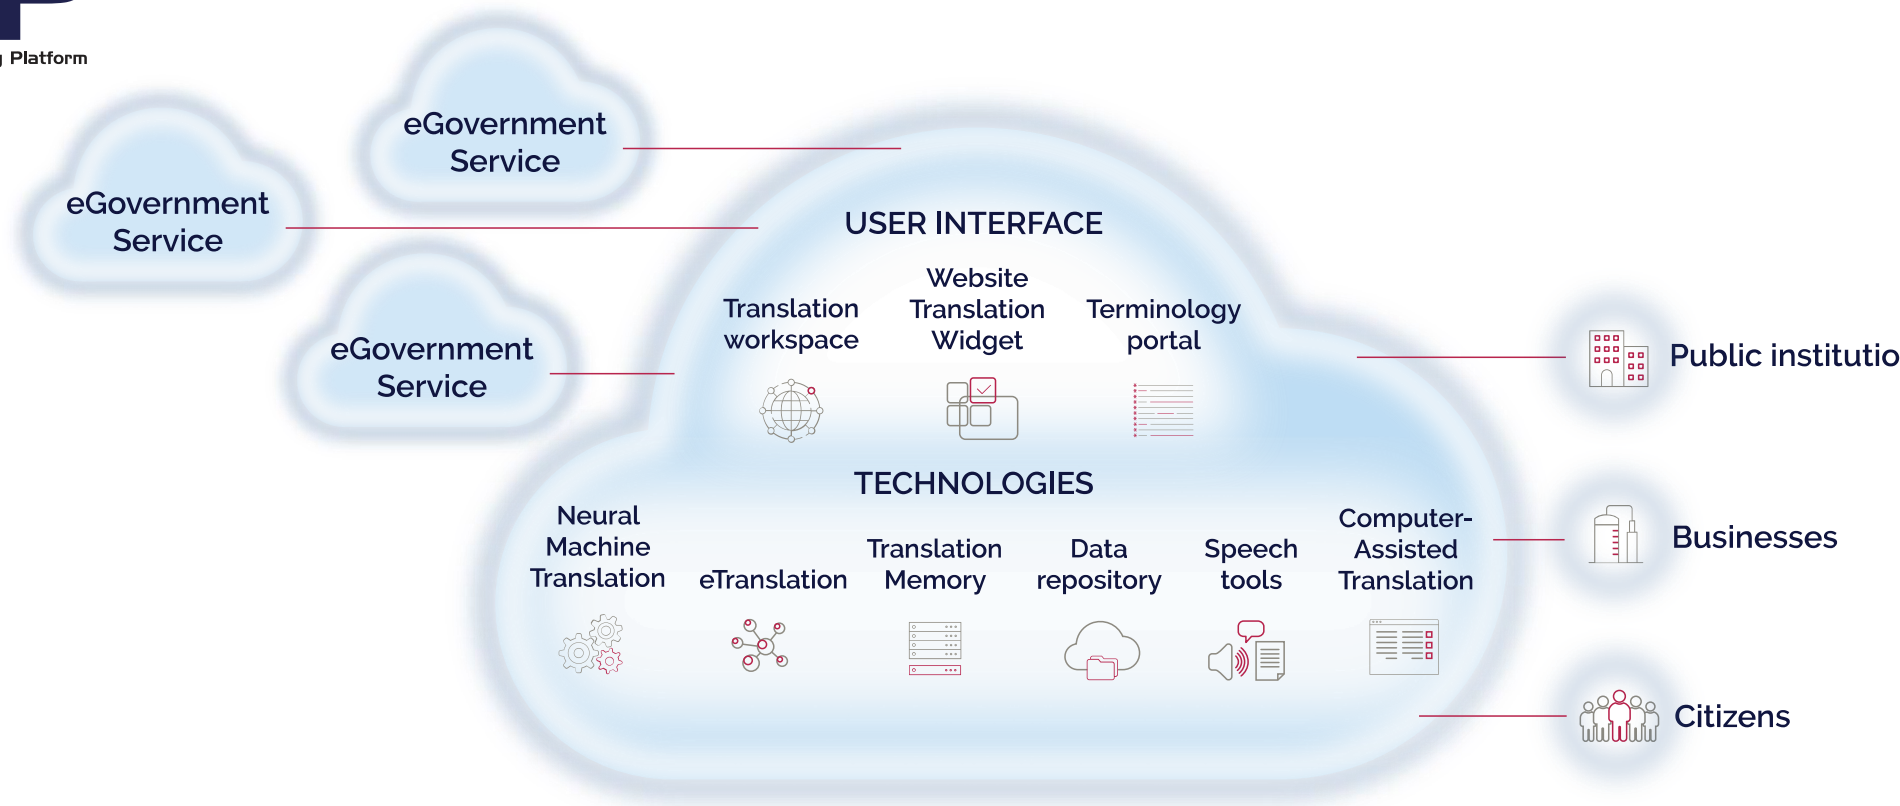 Platform
eGovernment
Service
eGovernment
Service
eGovernment
Service
USER INTERFACE
Translation
workspace
Website
Translation
Widget
Terminology
portal
TECHNOLOGIES
Neural
Machine
Translation
eTranslation
Translation
Memory
Data
repository
Speech
tools
Computer-
Assisted
Translation
Public
Businesses
Citizens